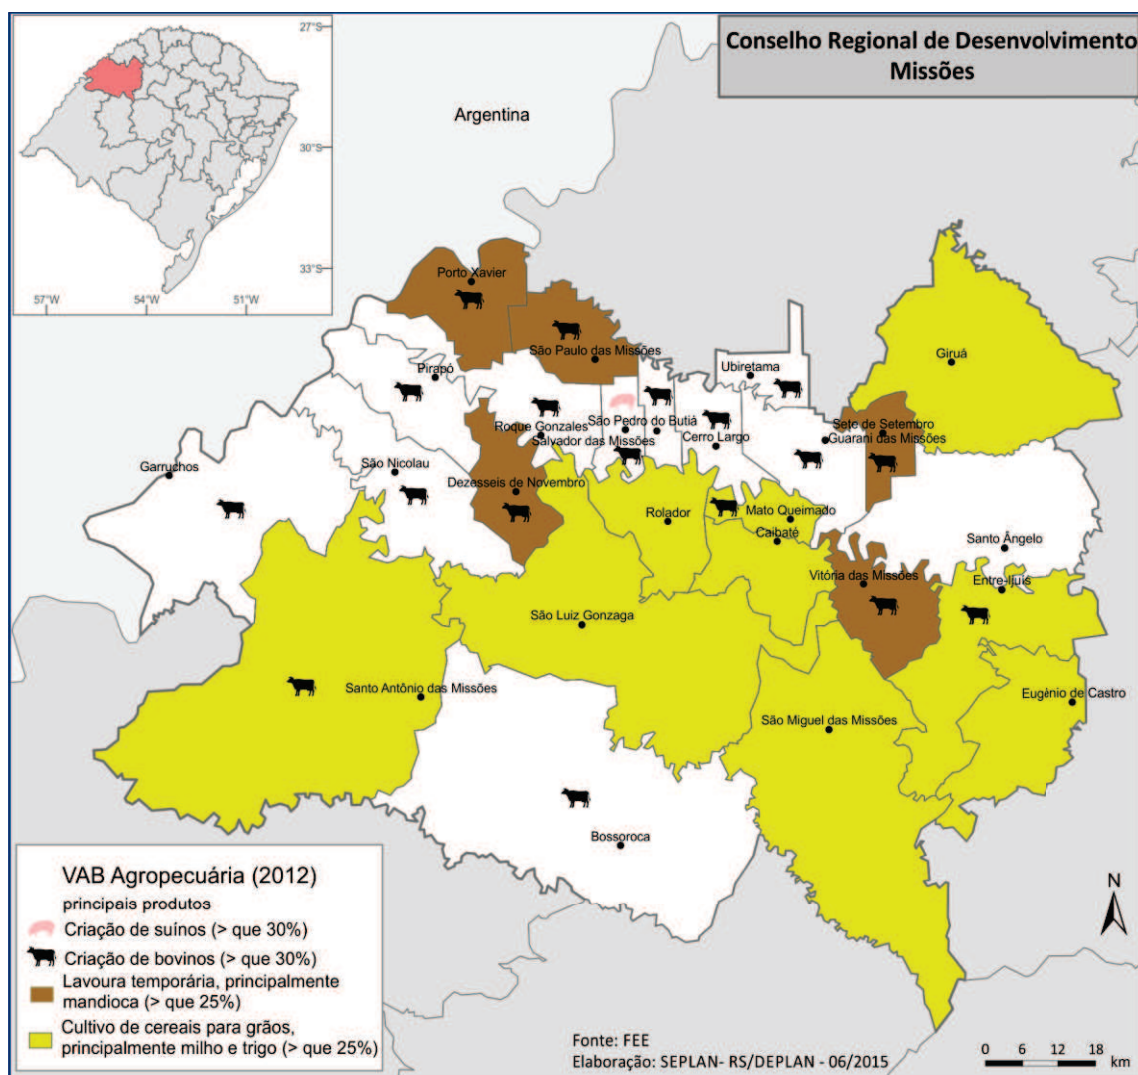 Conselho Regional de Desenvolvimento
Missões
27°S
30°S
33°S
57°W
54°W
51°W
Argentina
Porto Xavier
São Paulo das Missões
Giruá
Ubiretama
Pirapó
Sete de Setembro
São Pedro do Butiá
Roque Gonzales
Guarani das Missões
Salvador das Missões
Cerro Largo
Garruchos
São Nicolau
Dezesseis de Novembro
Rolador
Mato Queimado
Caibaté
Santo Ângelo
Vitória das Missões
Entre-Ijuís
São Luiz Gonzaga
Santo Antônio das Missões
Eugênio de Castro
São Miguel das Missões
Bossoroca
VAB Agropecuária (2012)
principais produtos
Criação de suínos (> que 30%)
Criação de bovinos (> que 30%)
Lavoura temporária, principalmente
mandioca (> que 25%)
Cultivo de cereais para grãos,
principalmente milho e trigo (> que 25%)
N
Fonte: FEE
Elaboração: SEPLAN- RS/DEPLAN - 06/2015
0 6 12 18
km